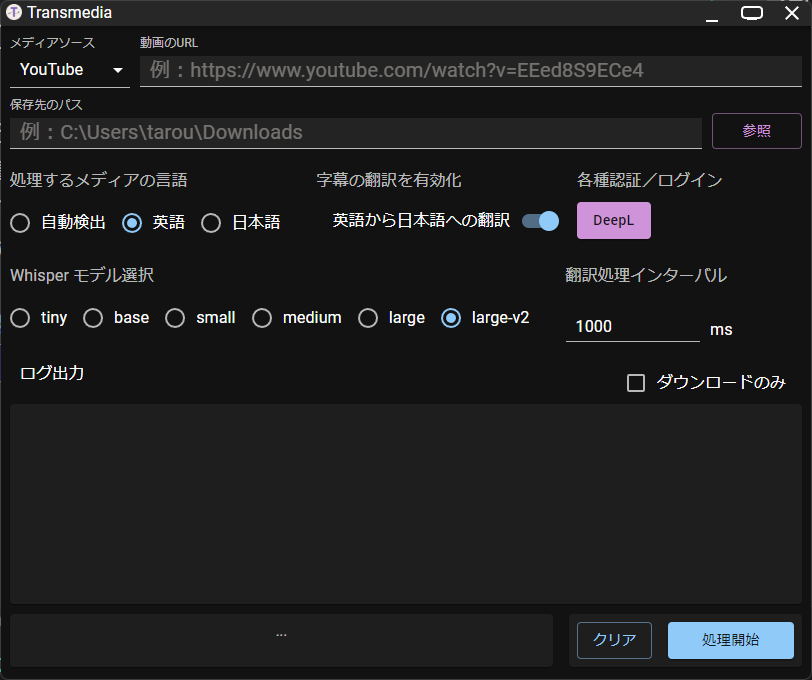 Transmedia
メディアソース 動画のURL
YouTube 例：https://www.youtube.com/watch?v=EEed8S9ECe4
保存先のパス
例：C:\Users\tarou\Downloads 参照
処理するメディアの言語 字幕の翻訳を有効化 各種認証／ログイン
自動検出 英語 日本語 英語から日本語への翻訳 DeepL
Whisper モデル選択 翻訳処理インターバル
tiny base small medium large large-v2 1000 ms
ログ出力 ダウンロードのみ
... クリア 処理開始